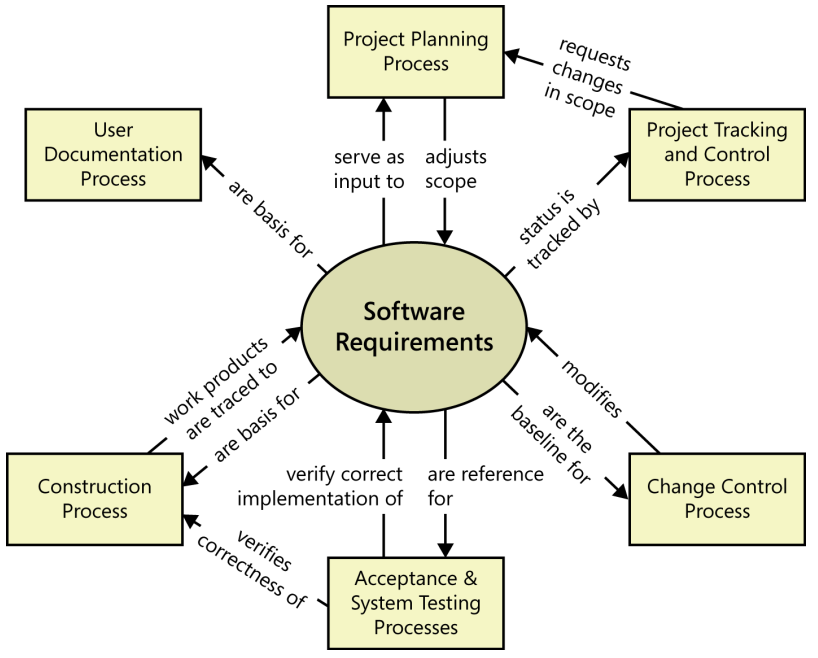 Project Planning
Process
requests
changes
in scope
User
Documentation
Process
Project Tracking
and Control
Process
serve as
input to
adjusts
scope
are basis for
status is
tracked by
Software
Requirements
work products
are traced to
are basis for
modifies
are the
baseline for
verify correct
implementation of
are reference
for
Construction
Process
Change Control
Process
verifies
correctness of
Acceptance &
System Testing
Processes